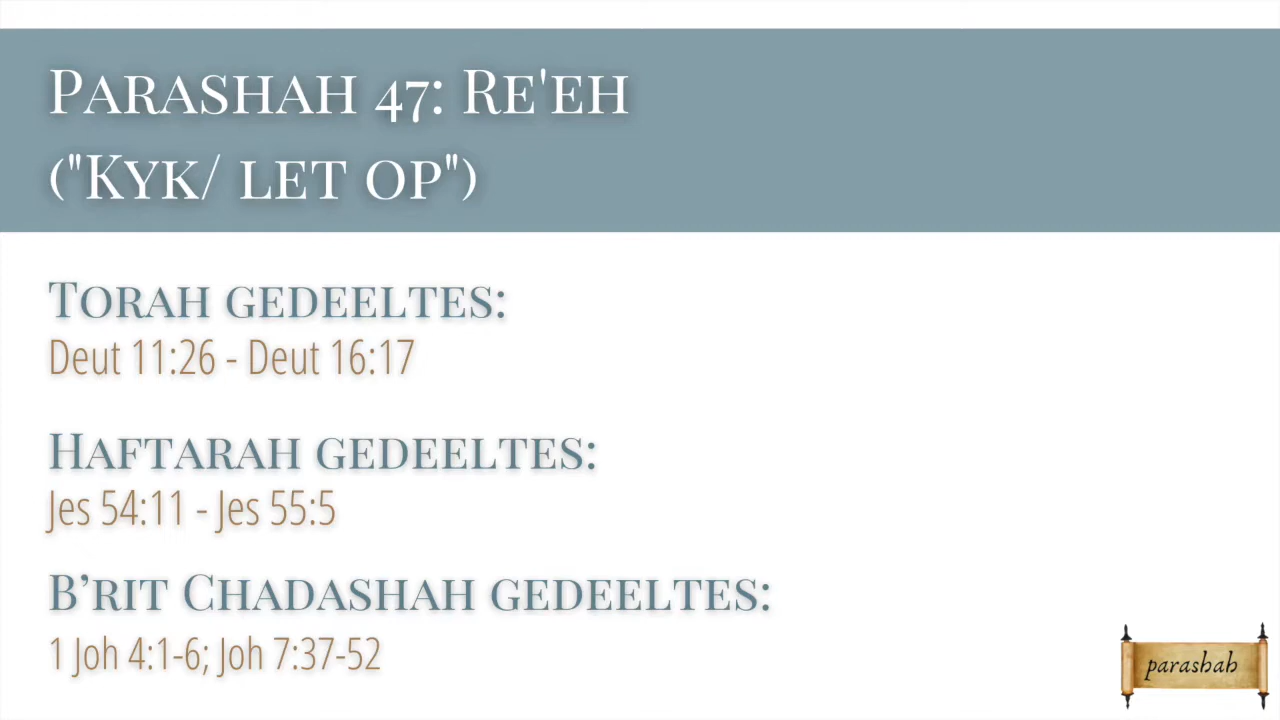 Parashah 47: Re'eh
("Kyk/ let op")
Torah gedeeltes:
Deut 11:26 - Deut 16:17
Haftarah gedeeltes:
Jes 54:11 - Jes 55:5
B’rit Chadashah gedeeltes:
1 Joh 4:1-6; Joh 7:37-52
parashah